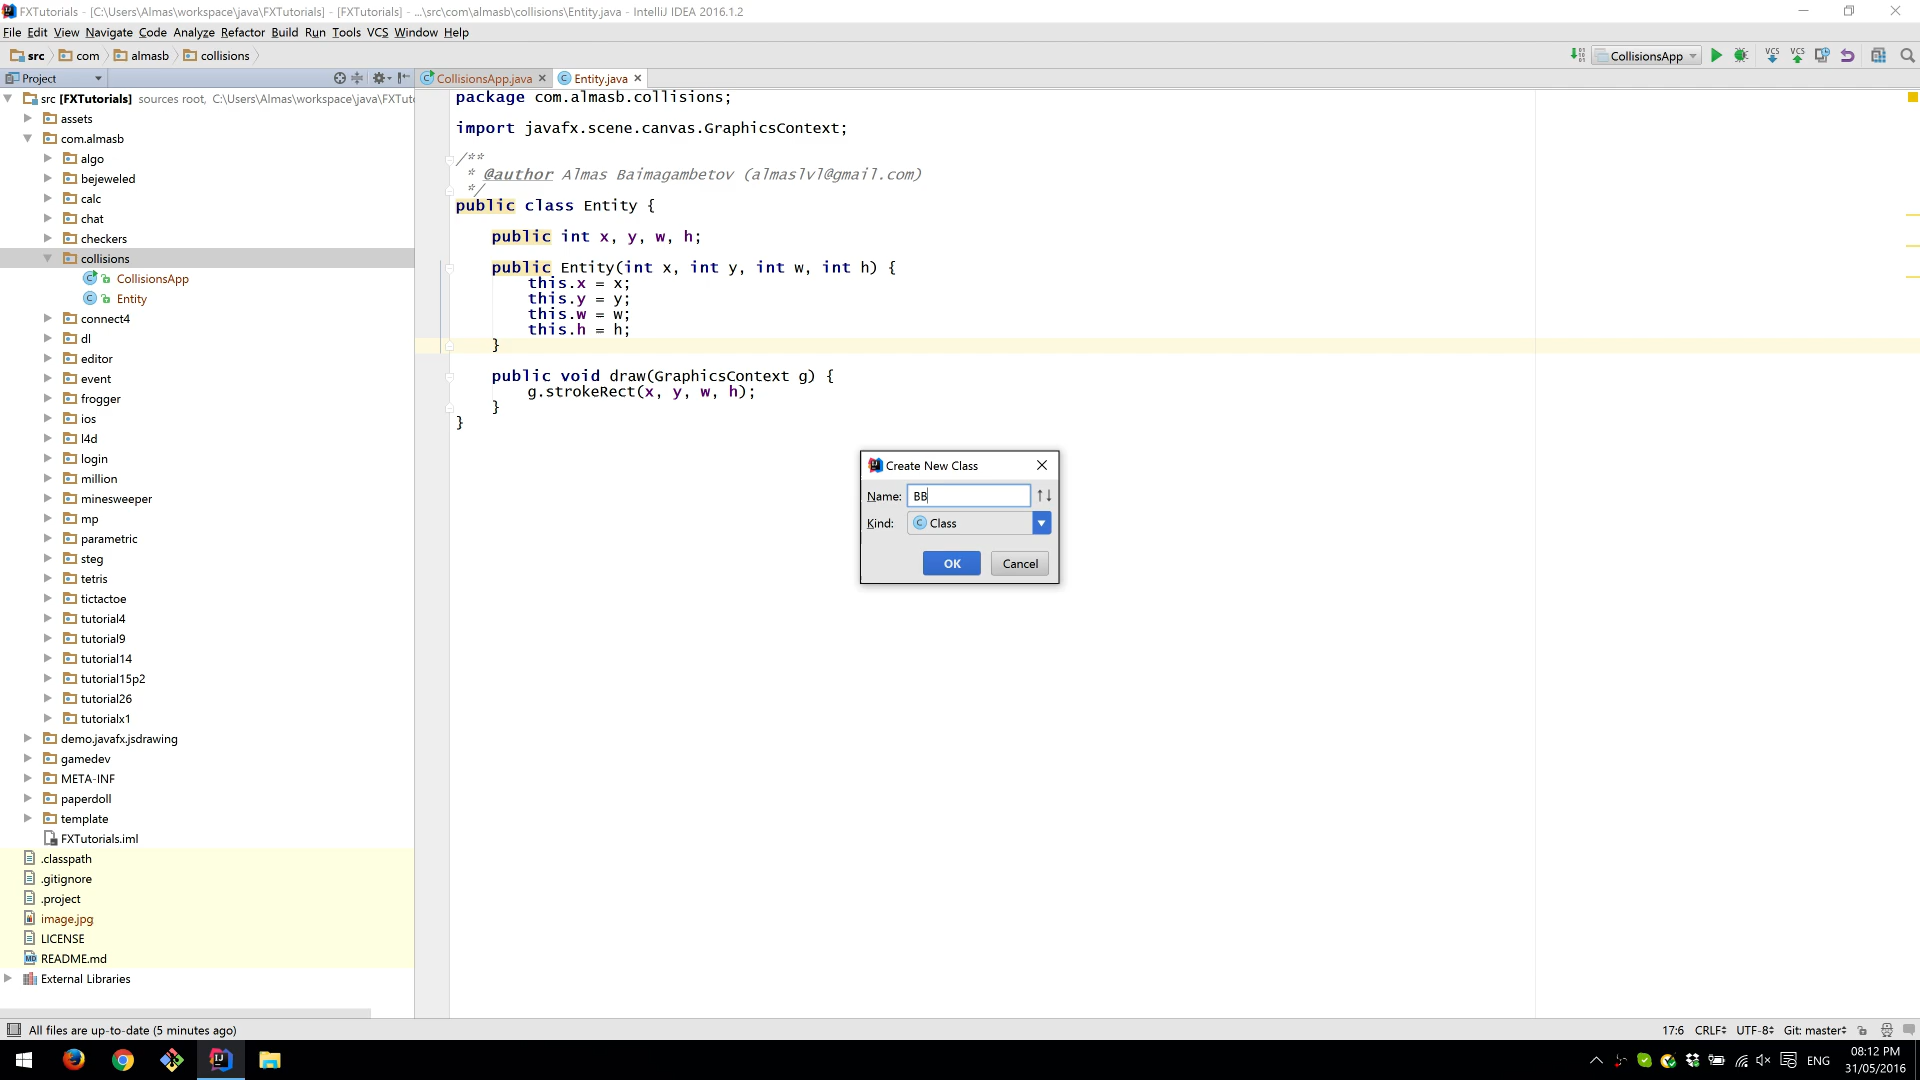 FXTutorials - [C:\Users\Almas\workspace\java\FXTutorials] - [FXTutorials] - ...\src\com\almasb\collisions\Entity.java - IntelliJ IDEA 2016.1.2
File Edit View Navigate Code Analyze Refactor Build Run Tools VCS Window Help
src com almasb collisions
CollisionsApp
VCS VCS
Project
CollisionsApp.java
Entity.java
src [FXTutorials] sources root, C:\Users\Almas\workspace\java\FXTuto
assets
com.almasb
algo
bejeweled
calc
chat
checkers
collisions
CollisionsApp
Entity
connect4
dl
editor
event
frogger
ios
l4d
login
million
minesweeper
mp
parametric
steg
tetris
tictactoe
tutorial4
tutorial9
tutorial14
tutorial15p2
tutorial26
tutorialx1
demo.javafx.jsdrawing
gamedev
META-INF
paperdoll
template
FXTutorials.iml
.classpath
.gitignore
.project
image.jpg
LICENSE
README.md
External Libraries
package com.almasb.collisions;
import javafx.scene.canvas.GraphicsContext;
/**
* @author Almas Baimagambetov (almaslvl@gmail.com)
*/
public class Entity {
public int x, y, w, h;
public Entity(int x, int y, int w, int h) {
this.x = x;
this.y = y;
this.w = w;
this.h = h;
}
public void draw(GraphicsContext g) {
g.strokeRect(x, y, w, h);
}
}
Create New Class
Name: BB
Kind: Class
OK Cancel
All files are up-to-date (5 minutes ago)
17:6 CRLF UTF-8 Git: master
ENG
08:12 PM
31/05/2016